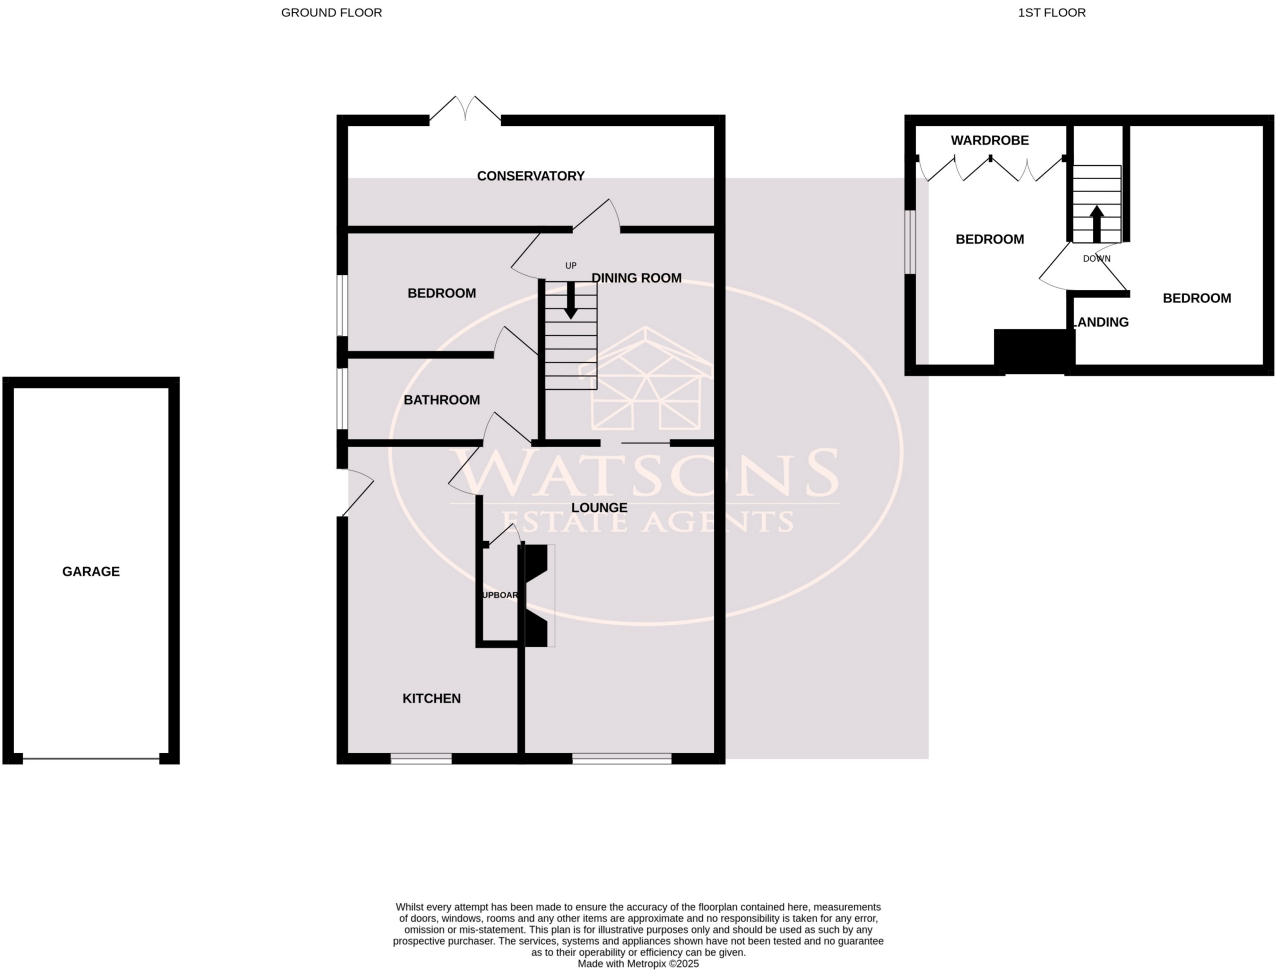 GROUND FLOOR
1ST FLOOR
WARDROBE
CONSERVATORY
BEDROOM
DOWN
UP
DINING ROOM
BEDROOM
BEDROOM
LANDING
BATHROOM
WATSONS
ESTATE AGENTS
LOUNGE
GARAGE
UPBOAR
KITCHEN
Whilst every attempt has been made to ensure the accuracy of the floorplan contained here, measurements
of doors, windows, rooms and any other items are approximate and no responsibility is taken for any error,
omission or mis-statement. This plan is for illustrative purposes only and should be used as such by any
prospective purchaser. The services, systems and appliances shown have not been tested and no guarantee
as to their operability or efficiency can be given.
Made with Metropix ©2025